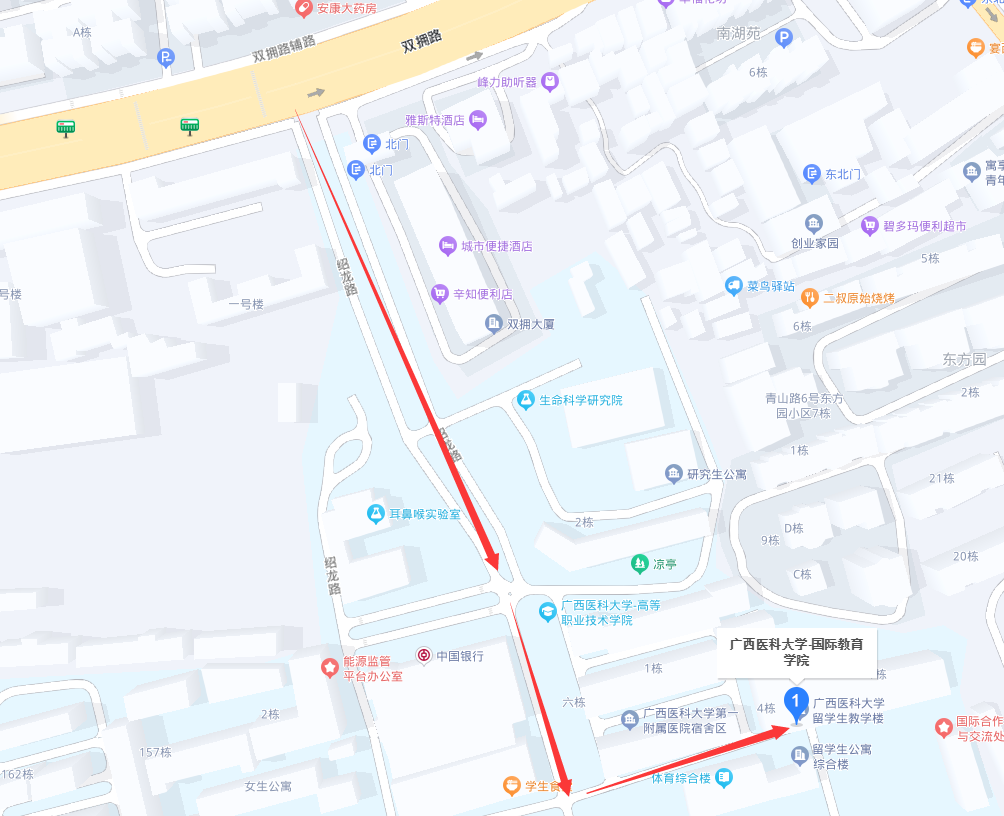 安康大药房
A栋
双拥路辅路
双拥路
南湖苑
6栋
峰力助听器
雅斯特酒店
北门
北门
东北门
创业家园
碧多玛便利超市
5栋
城市便捷酒店
绍龙路
辛知便利店
一号楼
号楼
双拥大厦
菜鸟驿站
二叔原始烧烤
6栋
东方园
2栋
青山路6号东方
园小区7栋
生命科学研究院
1栋
研究生公寓
21栋
耳鼻喉实验室
2栋
D栋
9栋
20栋
凉亭
C栋
绍龙路
广西医科大学-高等
职业技术学院
中国银行
能源监管
平台办公室
1栋
广西医科大学-国际教育
学院
栋
六栋
4栋
广西医科大学
留学生教学楼
广西医科大学第一
附属医院宿舍区
国际合作
与交流处
2栋
157栋
162栋
女生公寓
学生食
体育综合楼
留学生公寓
综合楼
1